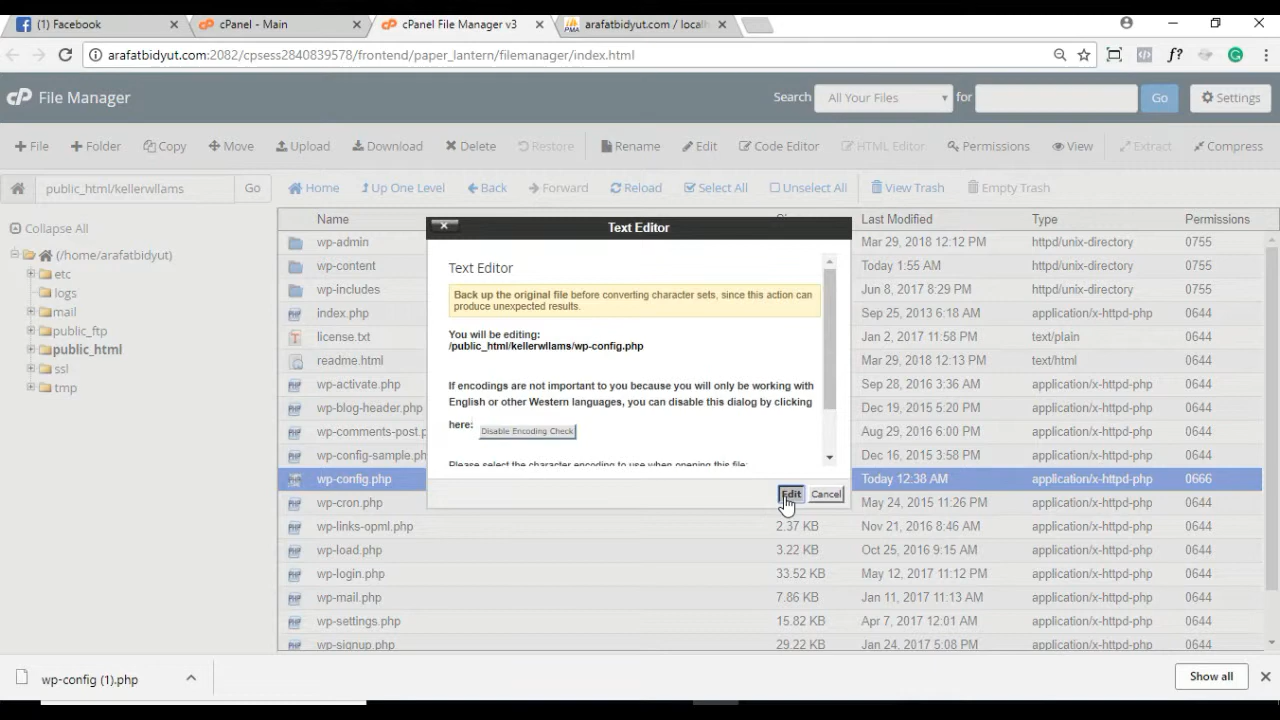 (1) Facebook
cPanel - Main
cPanel File Manager v3
arafatbidyut.com / localh
arafatbidyut.com:2082/cpsess2840839578/frontend/paper_lantern/filemanager/index.html
f?
cP File Manager
Search All Your Files for Go Settings
+ File + Folder Copy Move Upload Download Delete Restore Rename Edit Code Editor HTML Editor Permissions View Extract Compress
public_html/kellerwllams Go Home Up One Level Back Forward Reload Select All Unselect All View Trash Empty Trash
Collapse All
(/home/arafatbidyut)
etc
logs
mail
public_ftp
public_html
ssl
tmp
Name Last Modified Type Permissions
wp-admin Mar 29, 2018 12:12 PM httpd/unix-directory 0755
wp-content Today 1:55 AM httpd/unix-directory 0755
wp-includes Jun 8, 2017 8:29 PM httpd/unix-directory 0755
index.php Sep 25, 2013 6:18 AM application/x-httpd-php 0644
license.txt Jan 2, 2017 11:58 PM text/plain 0644
readme.html Mar 29, 2018 12:13 PM text/html 0644
wp-activate.php Sep 28, 2016 3:36 AM application/x-httpd-php 0644
wp-blog-header.php Dec 19, 2015 5:20 PM application/x-httpd-php 0644
wp-comments-post.p Aug 29, 2016 6:00 PM application/x-httpd-php 0644
wp-config-sample.ph Dec 16, 2015 3:58 PM application/x-httpd-php 0644
wp-config.php Today 12:38 AM application/x-httpd-php 0666
wp-cron.php May 24, 2015 11:26 PM application/x-httpd-php 0644
wp-links-opml.php 2.37 KB Nov 21, 2016 8:46 AM application/x-httpd-php 0644
wp-load.php 3.22 KB Oct 25, 2016 9:15 AM application/x-httpd-php 0644
wp-login.php 33.52 KB May 12, 2017 11:12 PM application/x-httpd-php 0644
wp-mail.php 7.86 KB Jan 11, 2017 11:13 AM application/x-httpd-php 0644
wp-settings.php 15.82 KB Apr 7, 2017 12:01 AM application/x-httpd-php 0644
wp-signup.php 29.22 KB Jan 24, 2017 5:08 PM application/x-httpd-php 0644
Text Editor
Text Editor
Back up the original file before converting character sets, since this action can
produce unexpected results.
You will be editing:
/public_html/kellerwllams/wp-config.php
If encodings are not important to you because you will only be working with
English or other Western languages, you can disable this dialog by clicking
here: Disable Encoding Check
Please select the character encoding to use when opening this file:
Edit Cancel
wp-config (1).php
Show all